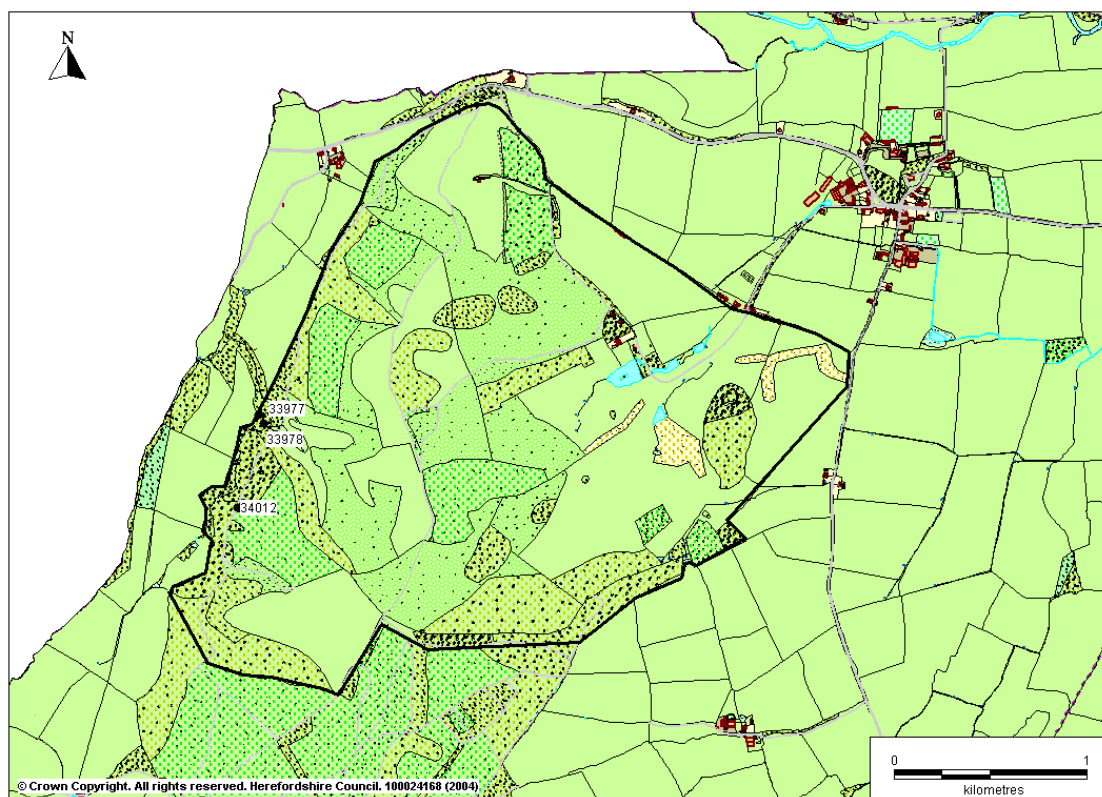 N
33977
33978
34012
0 1
kilometres
© Crown Copyright. All rights reserved. Herefordshire Council. 100024168 (2004)